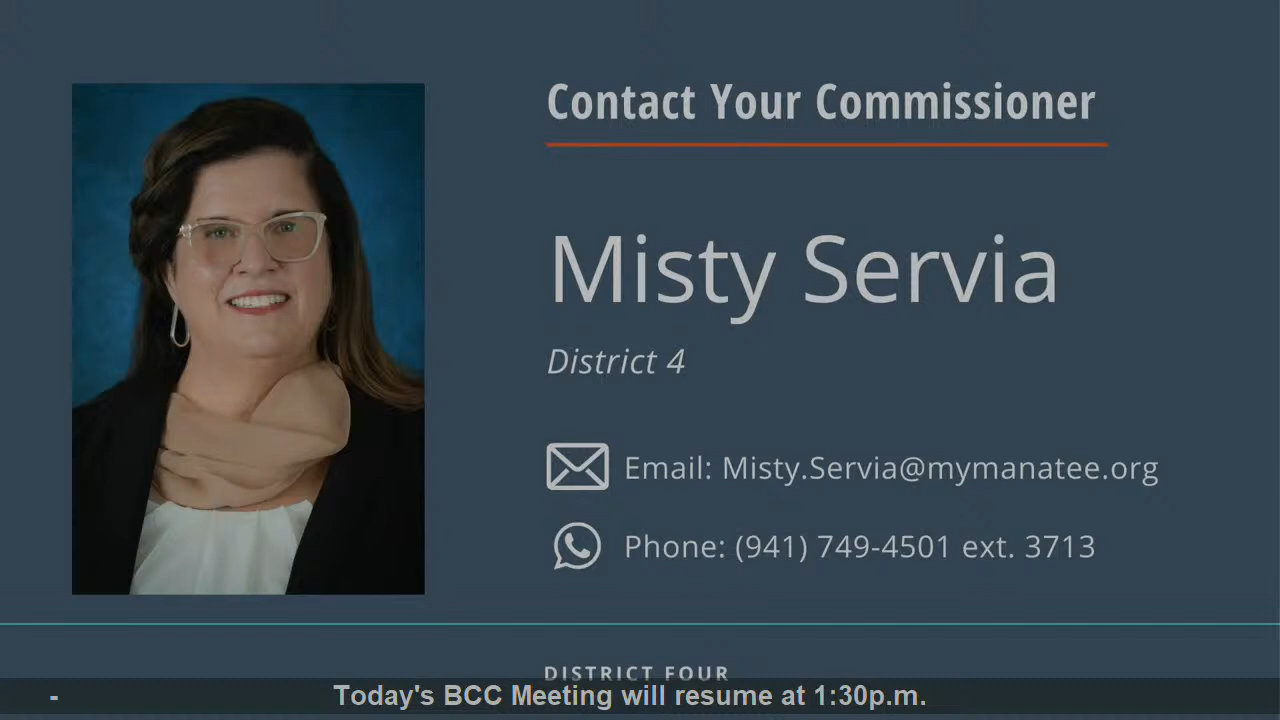 Contact Your Commissioner
Misty Servia
District 4
Email: Misty.Servia@mymanatee.org
Phone: (941) 749-4501 ext. 3713
DISTRICT FOUR
- Today's BCC Meeting will resume at 1:30p.m.